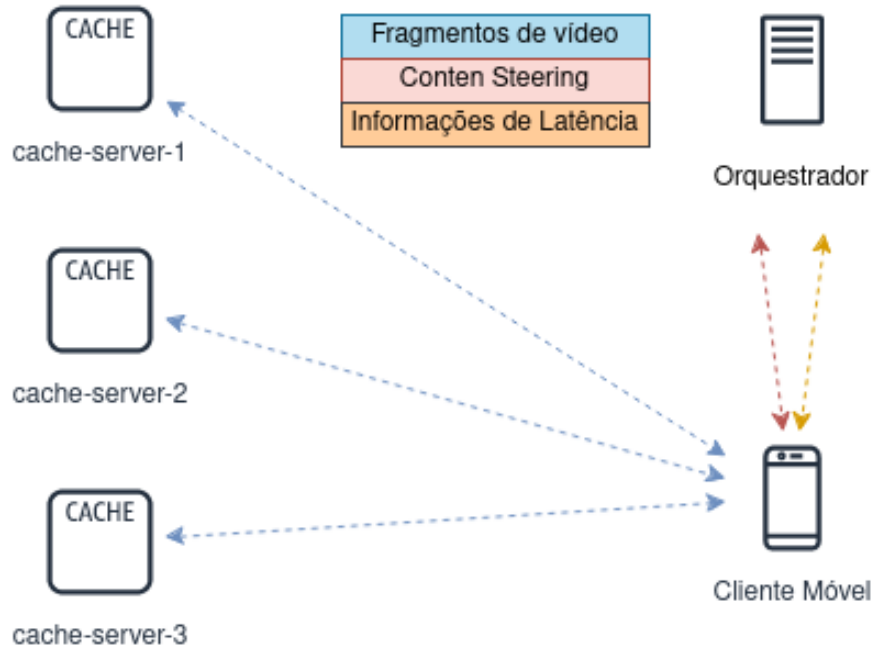 CACHE
cache-server-1
Fragmentos de vídeo
Conten Steering
Informações de Latência
Orquestrador
CACHE
cache-server-2
CACHE
cache-server-3
Cliente Móvel